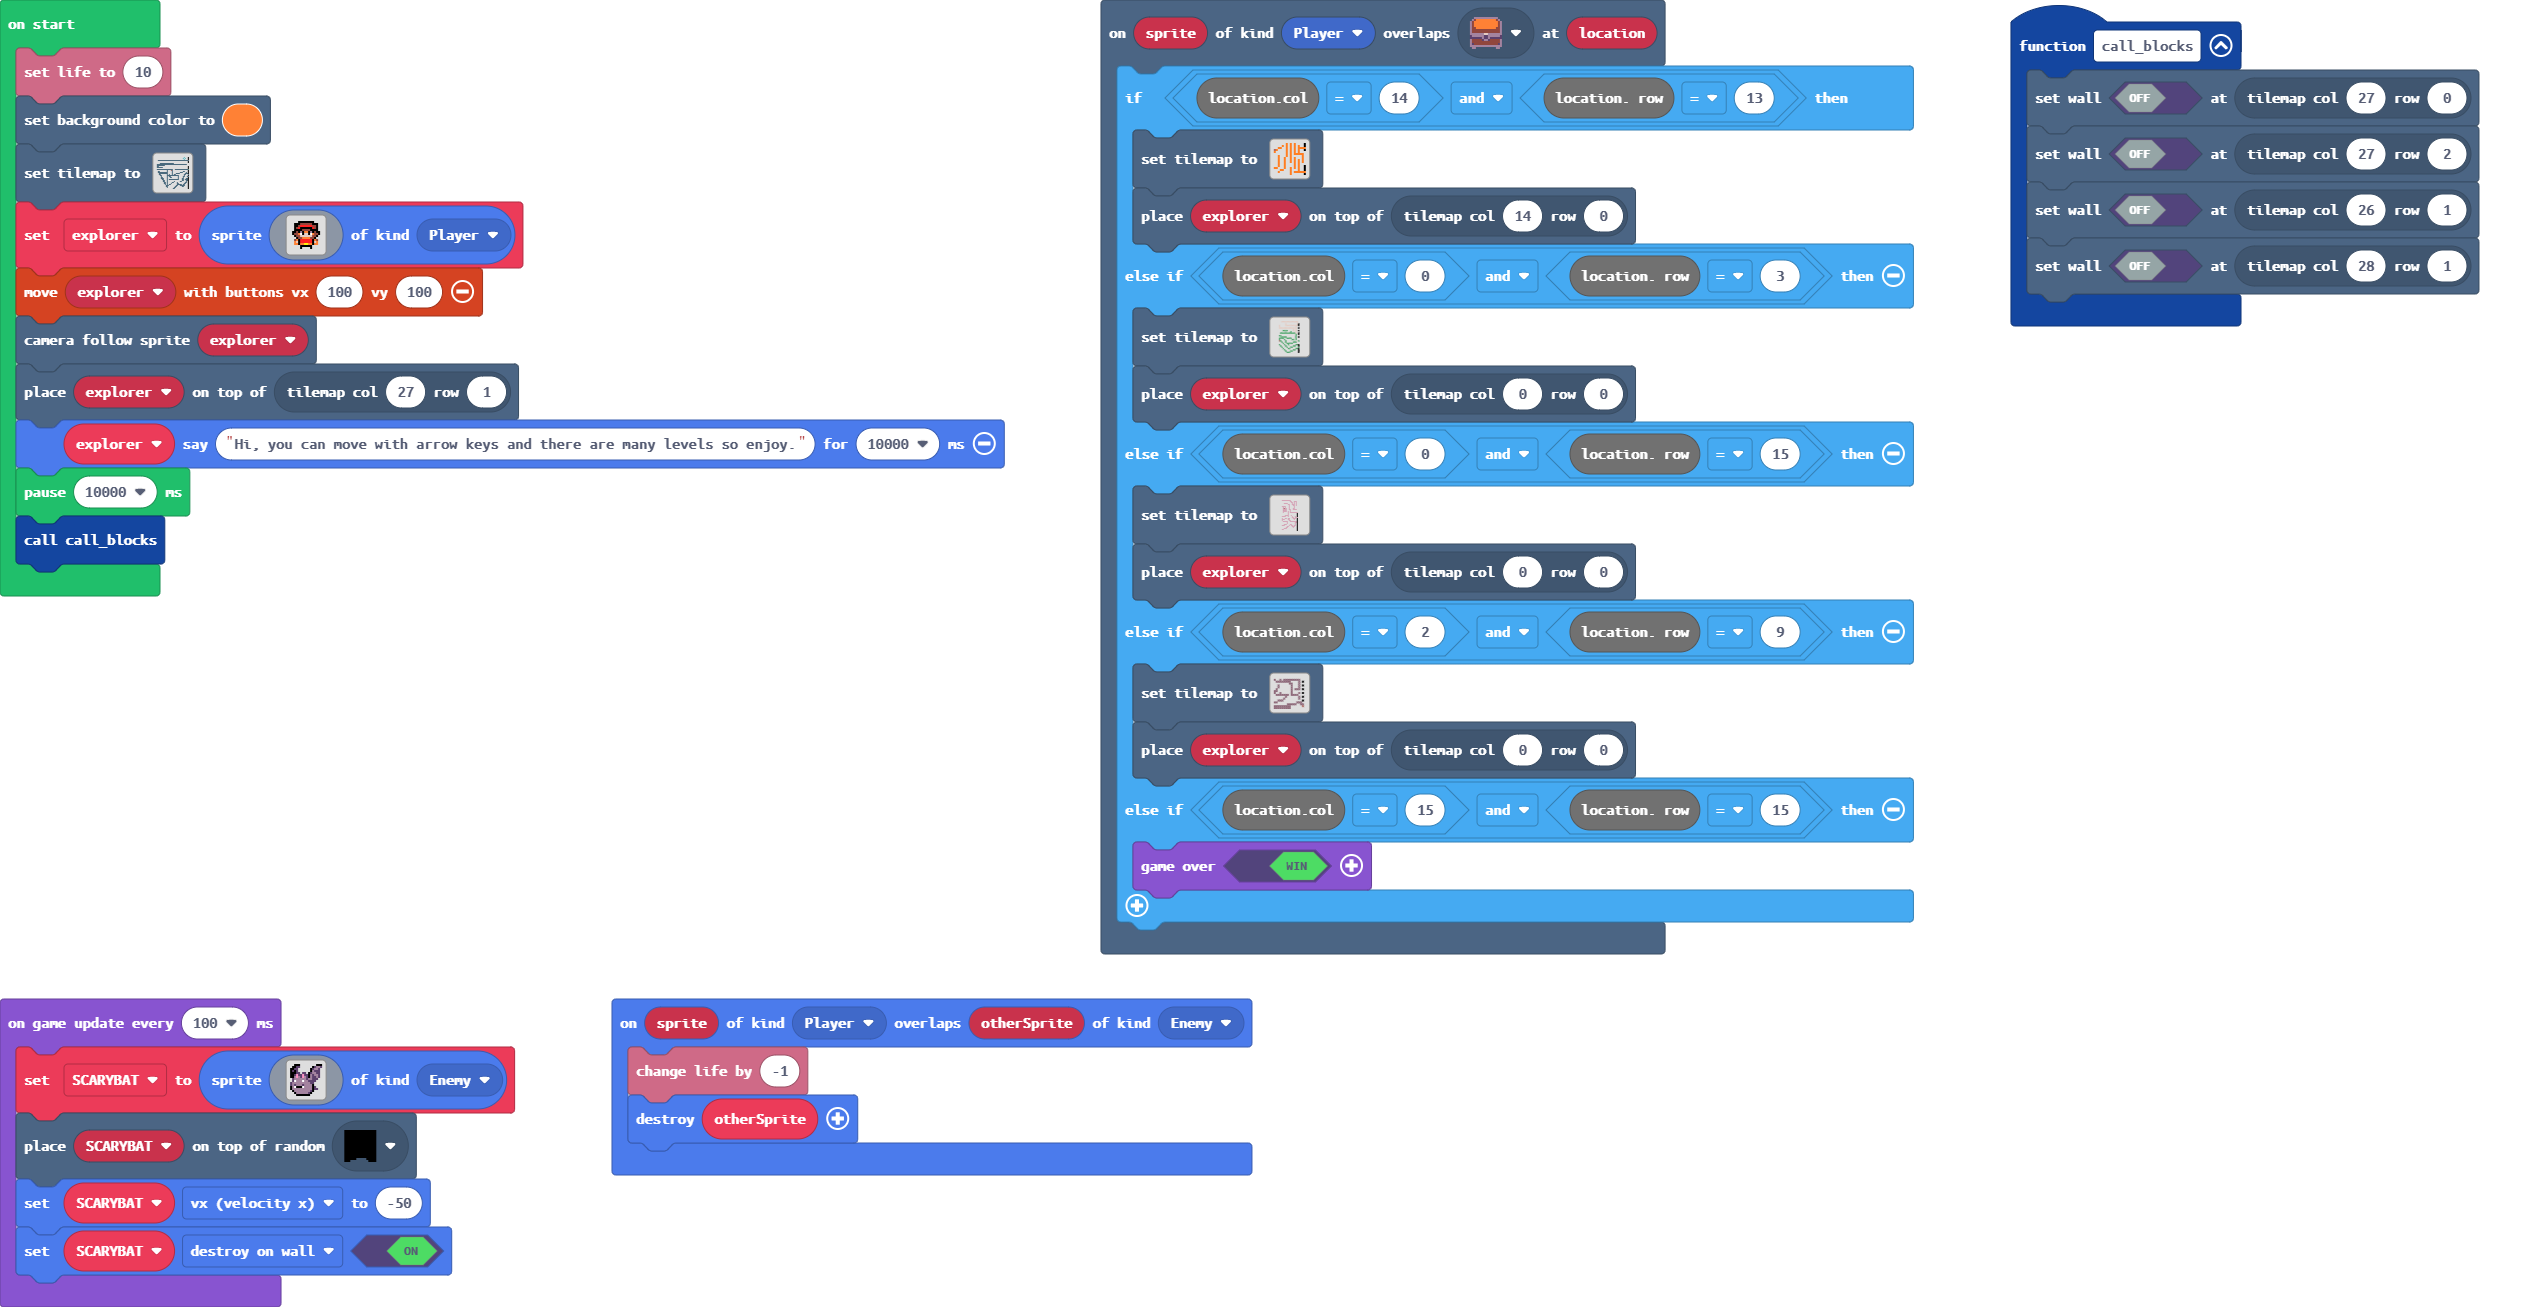 on start
set life to 10
set background color to
set tilemap to
set explorer to sprite of kind Player
move explorer with buttons vx 100 vy 100
camera follow sprite explorer
place explorer on top of tilemap col 27 row 1
explorer say "Hi, you can move with arrow keys and there are many levels so enjoy." for 10000 ms
pause 10000 ms
call call_blocks
on sprite of kind Player overlaps at location
if location.col = 14 and location. row = 13 then
set tilemap to
place explorer on top of tilemap col 14 row 0
else if location.col = 0 and location. row = 3 then
set tilemap to
place explorer on top of tilemap col 0 row 0
else if location.col = 0 and location. row = 15 then
set tilemap to
place explorer on top of tilemap col 0 row 0
else if location.col = 2 and location. row = 9 then
set tilemap to
place explorer on top of tilemap col 0 row 0
else if location.col = 15 and location. row = 15 then
game over WIN
function call_blocks
set wall OFF at tilemap col 27 row 0
set wall OFF at tilemap col 27 row 2
set wall OFF at tilemap col 26 row 1
set wall OFF at tilemap col 28 row 1
on game update every 100 ms
set SCARYBAT to sprite of kind Enemy
place SCARYBAT on top of random
set SCARYBAT vx (velocity x) to -50
set SCARYBAT destroy on wall ON
on sprite of kind Player overlaps otherSprite of kind Enemy
change life by -1
destroy otherSprite